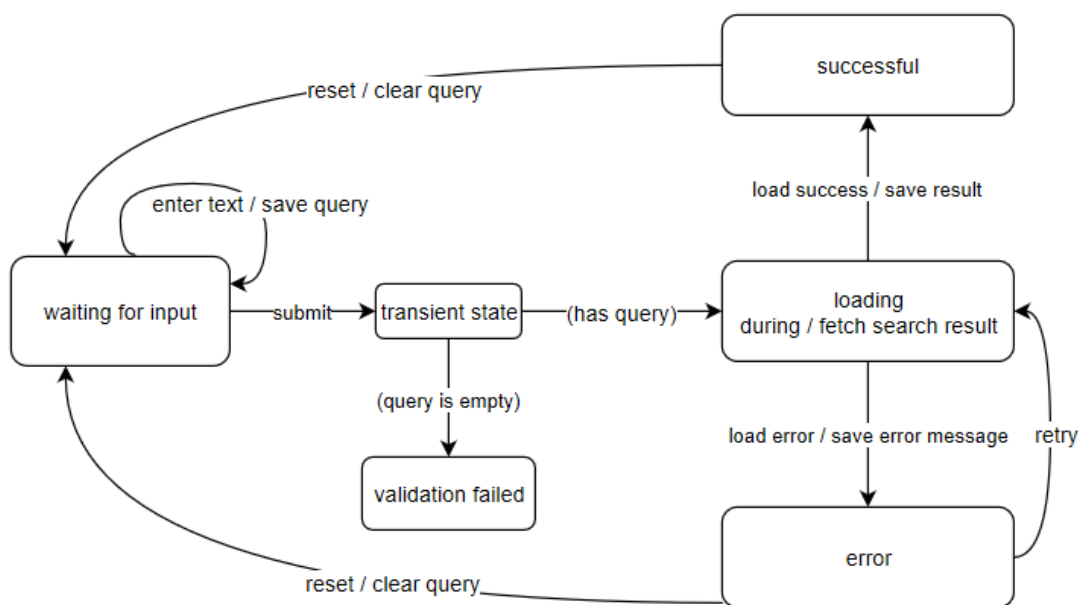 successful
reset / clear query
load success / save result
enter text / save query
waiting for input
submit
transient state
(has query)
loading
during / fetch search result
(query is empty)
load error / save error message
retry
validation failed
error
reset / clear query